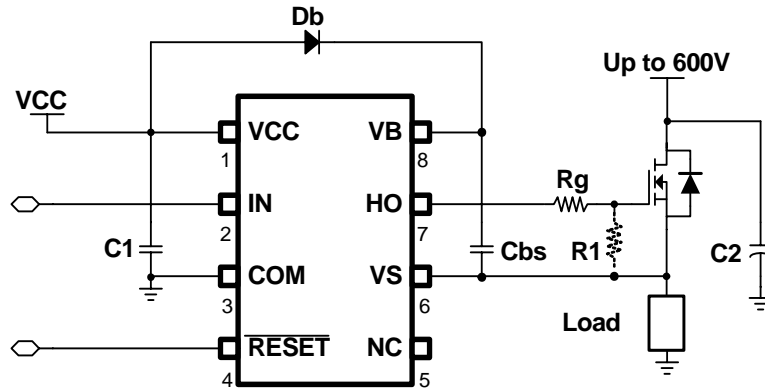 Db
Up to 600V
VCC
VCC
VB
1
8
Rg
IN
HO
2
7
C1
Cbs
R1
C2
COM
VS
3
6
Load
RESET
NC
4
5